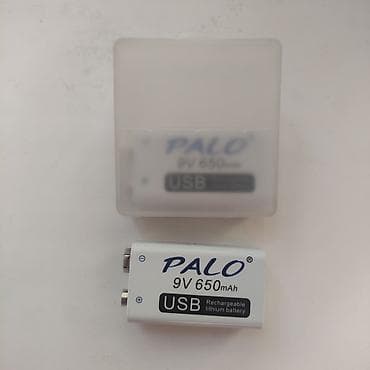 PALO®
9V 650mAh
USB
PALO®
9V 650mAh
USB Rechargeable
lithium battery